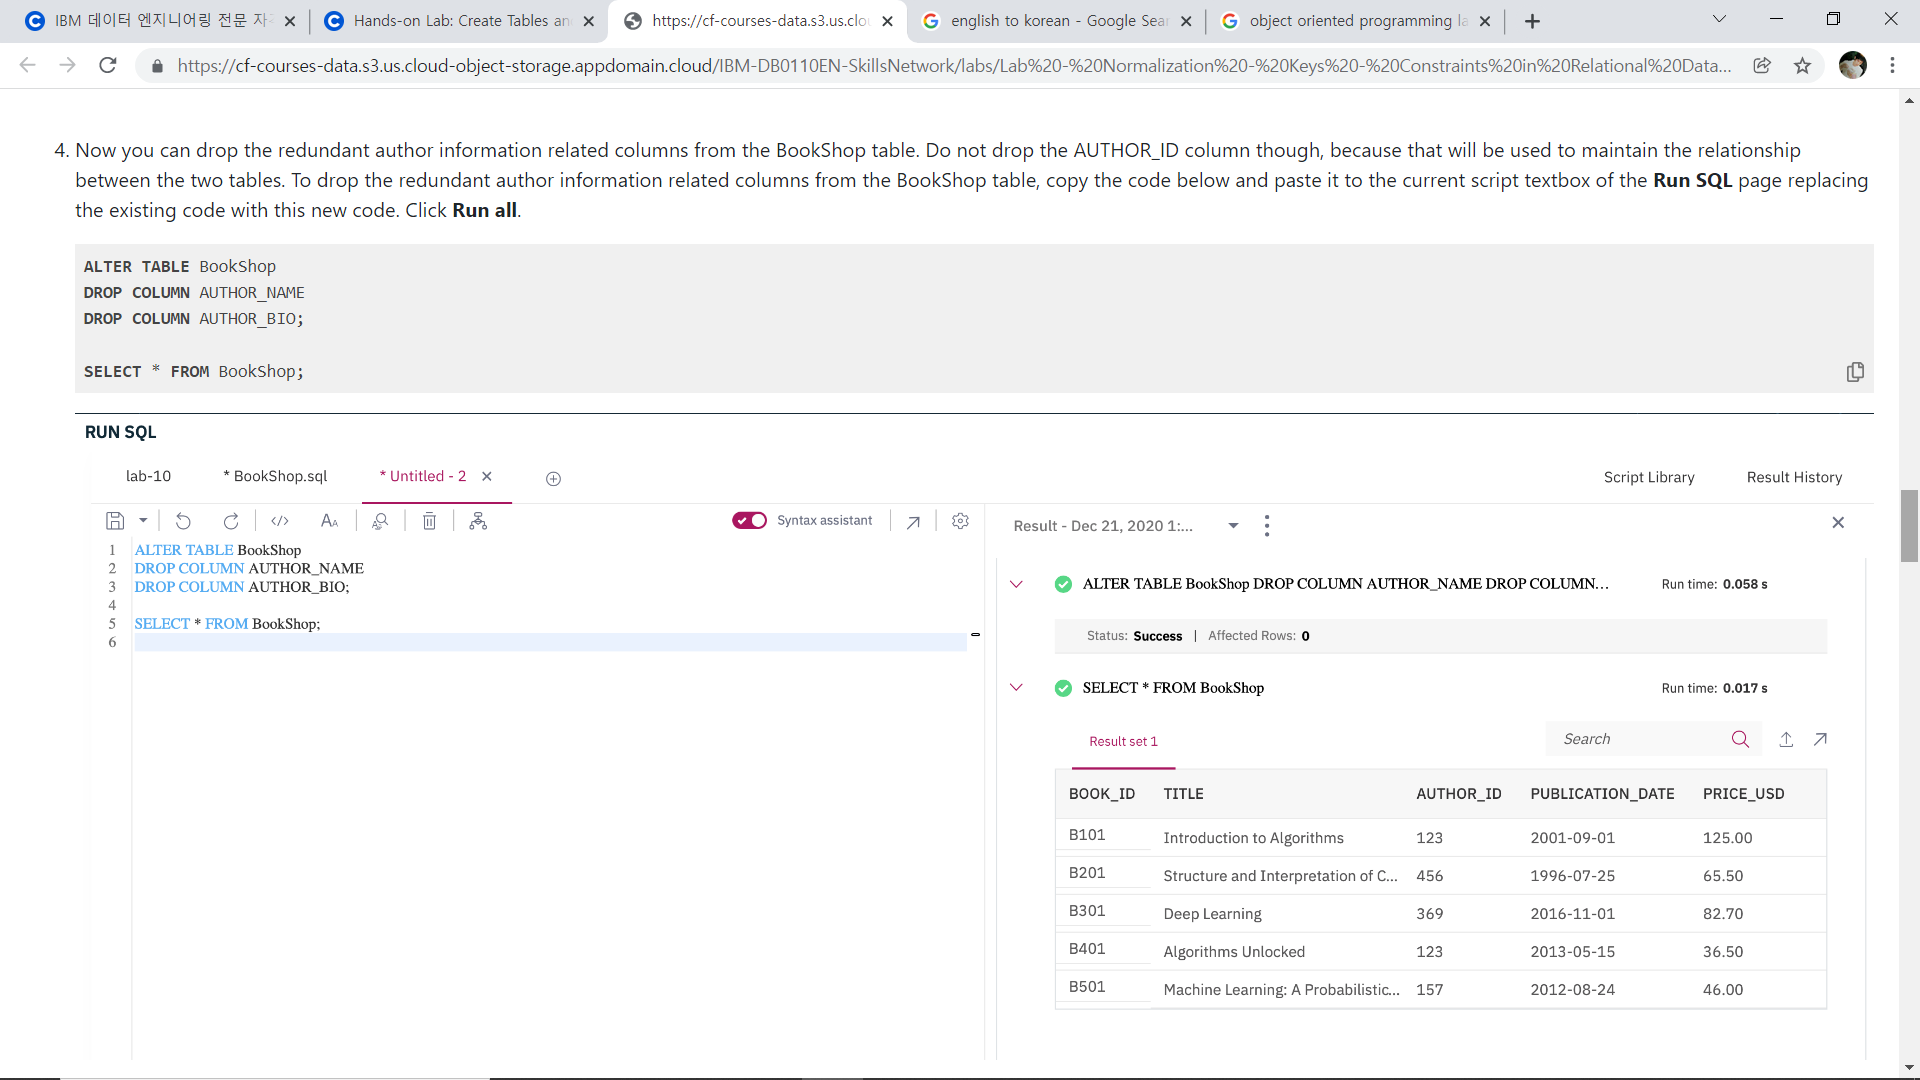 IBM 데이터 엔지니어링 전문
Hands-on Lab: Create Tables an
https://cf-courses-data.s3.us.clo
english to korean - Google Sear
object oriented programming la
https://cf-courses-data.s3.us.cloud-object-storage.appdomain.cloud/IBM-DB0110EN-SkillsNetwork/labs/Lab%20-%20Normalization%20-%20Keys%20-%20Constraints%20in%20Relational%20Data...
4. Now you can drop the redundant author information related columns from the BookShop table. Do not drop the AUTHOR_ID column though, because that will be used to maintain the relationship
between the two tables. To drop the redundant author information related columns from the BookShop table, copy the code below and paste it to the current script textbox of the Run SQL page replacing
the existing code with this new code. Click Run all.
ALTER TABLE BookShop
DROP COLUMN AUTHOR_NAME
DROP COLUMN AUTHOR_BIO;
SELECT * FROM BookShop;
RUN SQL
lab-10
* BookShop.sql
* Untitled - 2
Script Library
Result History
Syntax assistant
1 ALTER TABLE BookShop
2 DROP COLUMN AUTHOR_NAME
3 DROP COLUMN AUTHOR_BIO;
4
5 SELECT * FROM BookShop;
6
Result - Dec 21, 2020 1:...
ALTER TABLE BookShop DROP COLUMN AUTHOR_NAME DROP COLUMN... Run time: 0.058 s
Status: Success | Affected Rows: 0
SELECT * FROM BookShop Run time: 0.017 s
Result set 1
Search
BOOK_ID TITLE AUTHOR_ID PUBLICATION_DATE PRICE_USD
B101 Introduction to Algorithms 123 2001-09-01 125.00
B201 Structure and Interpretation of C... 456 1996-07-25 65.50
B301 Deep Learning 369 2016-11-01 82.70
B401 Algorithms Unlocked 123 2013-05-15 36.50
B501 Machine Learning: A Probabilistic... 157 2012-08-24 46.00